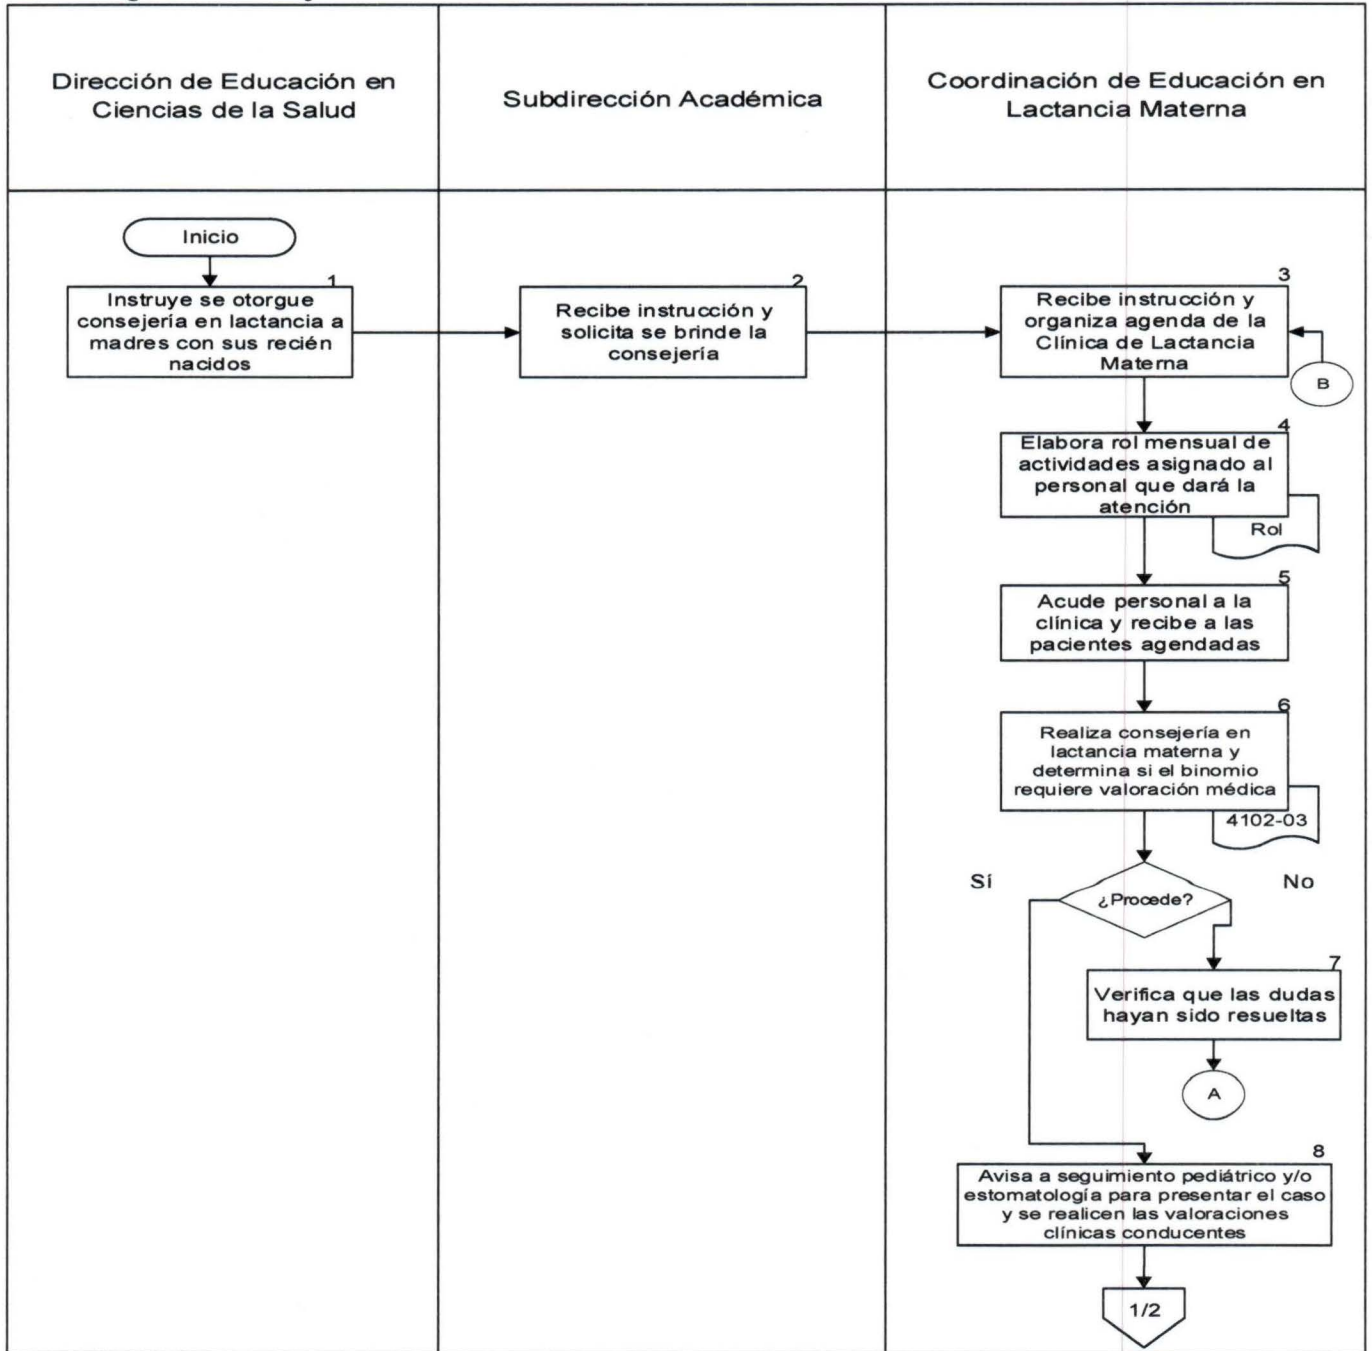 Dirección de Educación en
Ciencias de la Salud
Subdirección Académica
Coordinación de Educación en
Lactancia Materna
Inicio
1
Instruye se otorgue
consejería en lactancia a
madres con sus recién
nacidos
2
Recibe instrucción y
solicita se brinde la
consejería
3
Recibe instrucción y
organiza agenda de la
Clínica de Lactancia
Materna
B
4
Elabora rol mensual de
actividades asignado al
personal que dará la
atención
Rol
5
Acude personal a la
clínica y recibe a las
pacientes agendadas
6
Realiza consejería en
lactancia materna y
determina si el binomio
requiere valoración médica
4102-03
Sí
¿Procede?
No
7
Verifica que las dudas
hayan sido resueltas
A
8
Avisa a seguimiento pediátrico y/o
estomatología para presentar el caso
y se realicen las valoraciones
clínicas conducentes
1/2